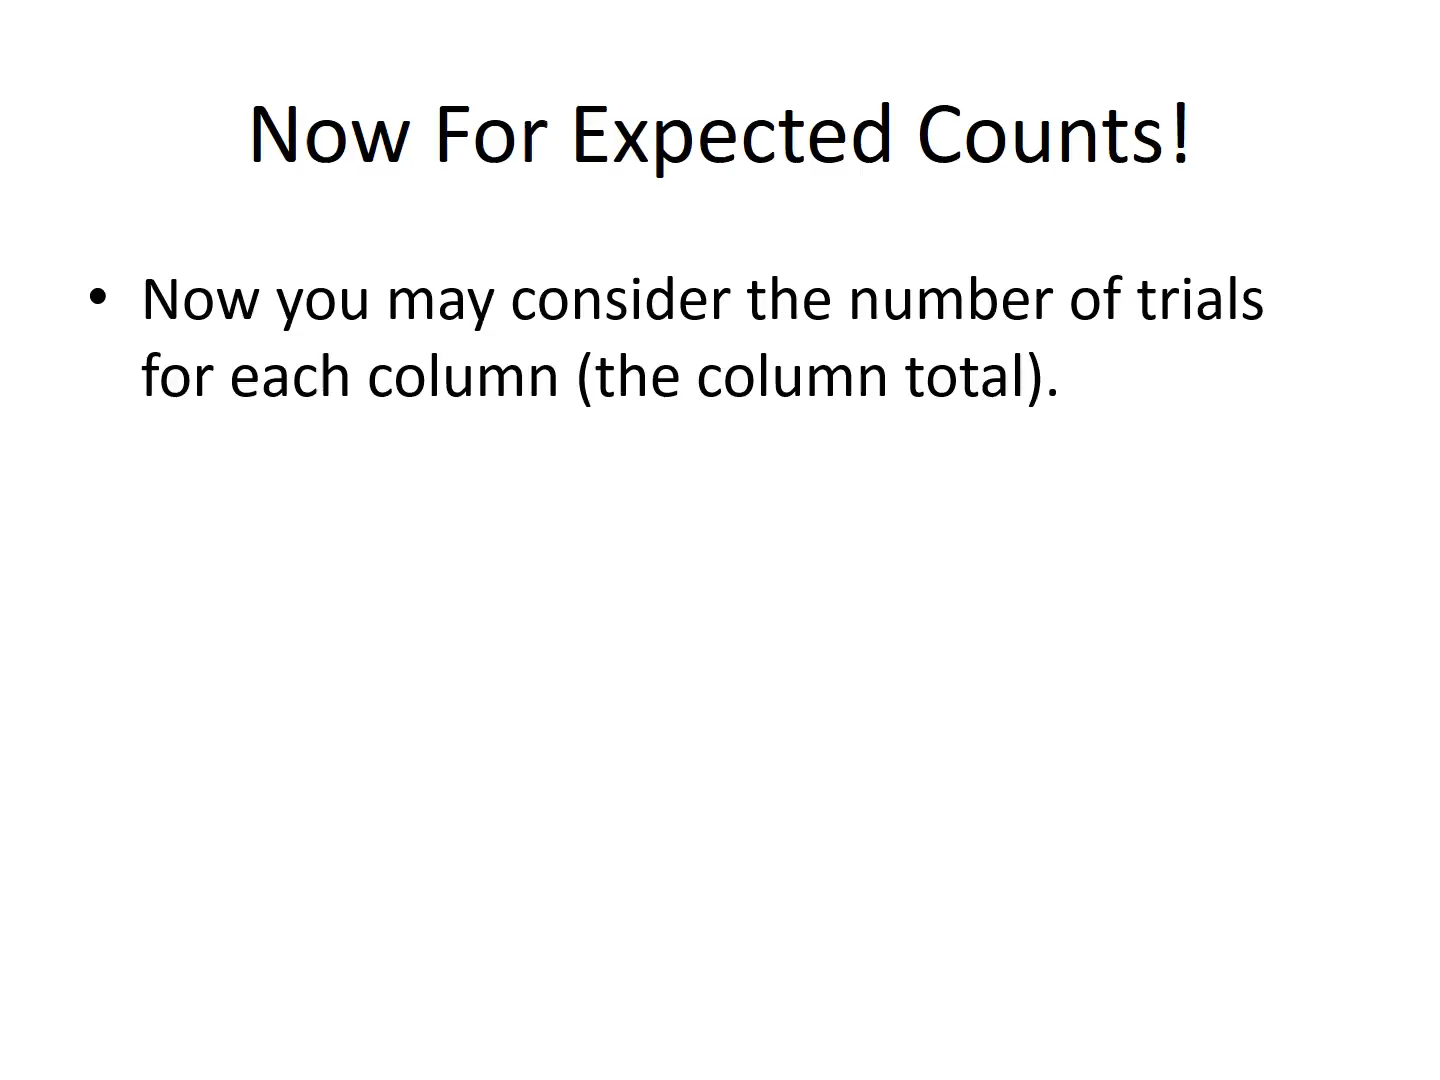 Now For Expected Counts!
• Now you may consider the number of trials
for each column (the column total).